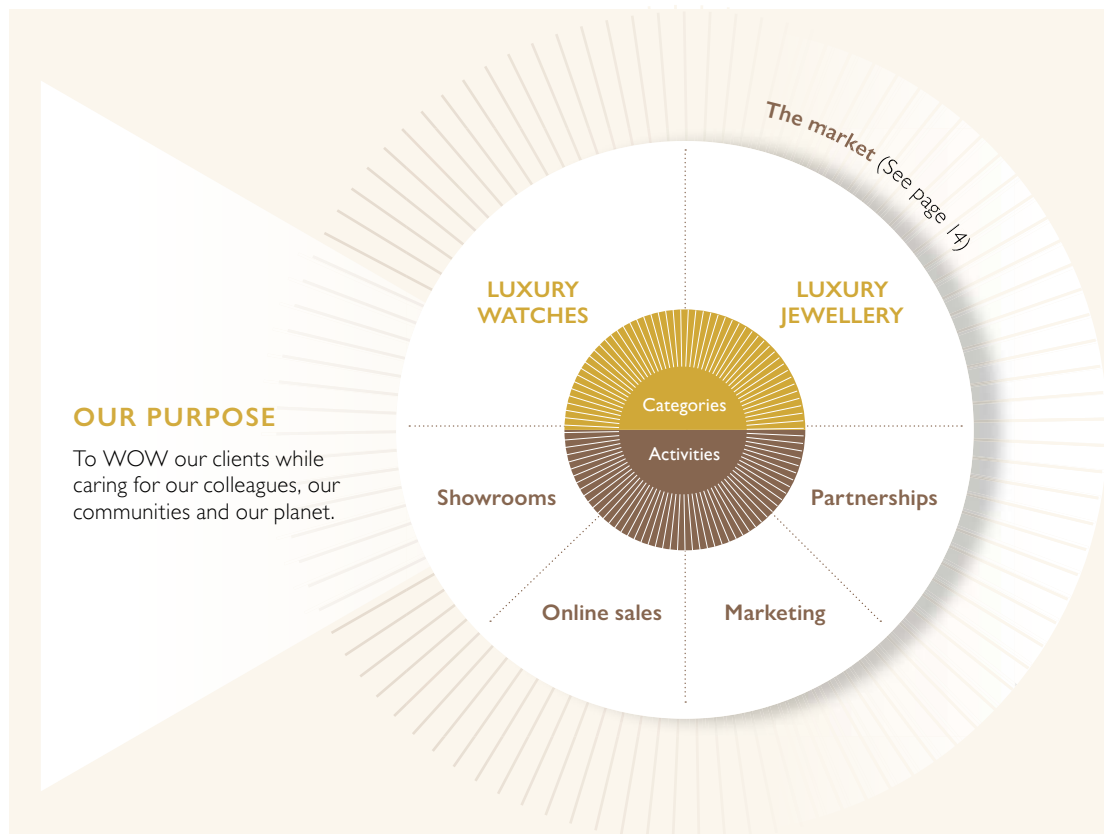 The market (See page 14)
LUXURY
WATCHES
LUXURY
JEWELLERY
Categories
Activities
OUR PURPOSE
To WOW our clients while
caring for our colleagues, our
communities and our planet.
Showrooms
Partnerships
Online sales
Marketing